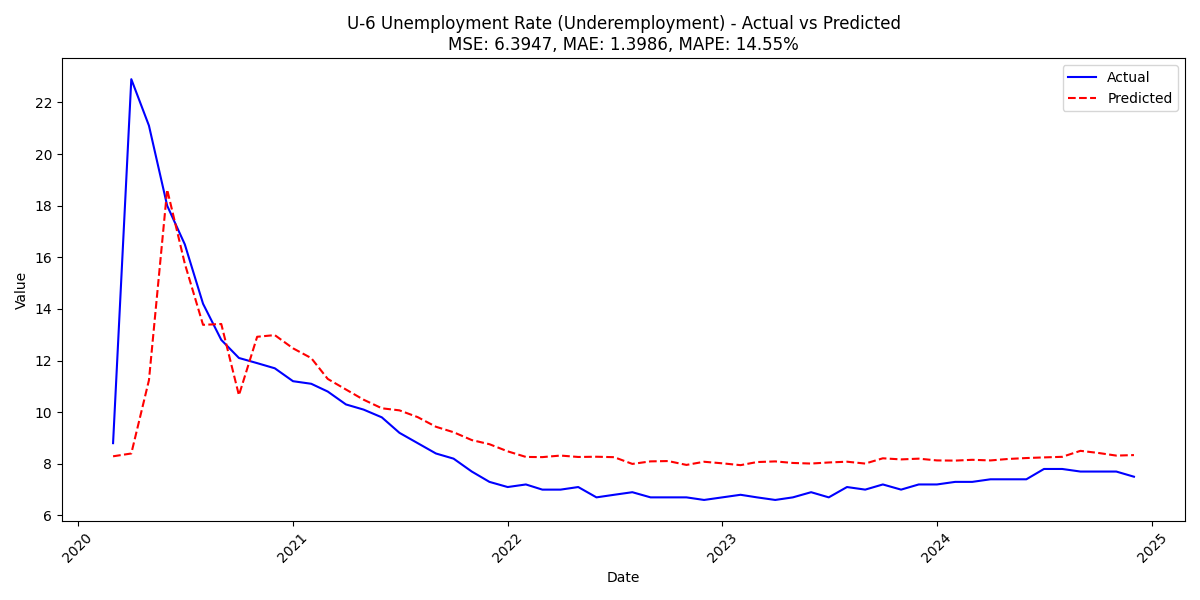 U-6 Unemployment Rate (Underemployment) - Actual vs Predicted
MSE: 6.3947, MAE: 1.3986, MAPE: 14.55%
Actual
Predicted
Value
22
20
18
16
14
12
10
8
6
2020
2021
2022
2023
2024
2025
Date